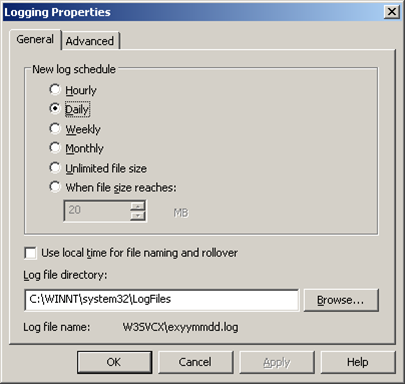 Logging Properties
General Advanced
New log schedule
Hourly
Daily
Weekly
Monthly
Unlimited file size
When file size reaches:
20 MB
Use local time for file naming and rollover
Log file directory:
C:\WINNT\system32\LogFiles Browse...
Log file name: W3SVCX\exyymmdd.log
OK Cancel Apply Help